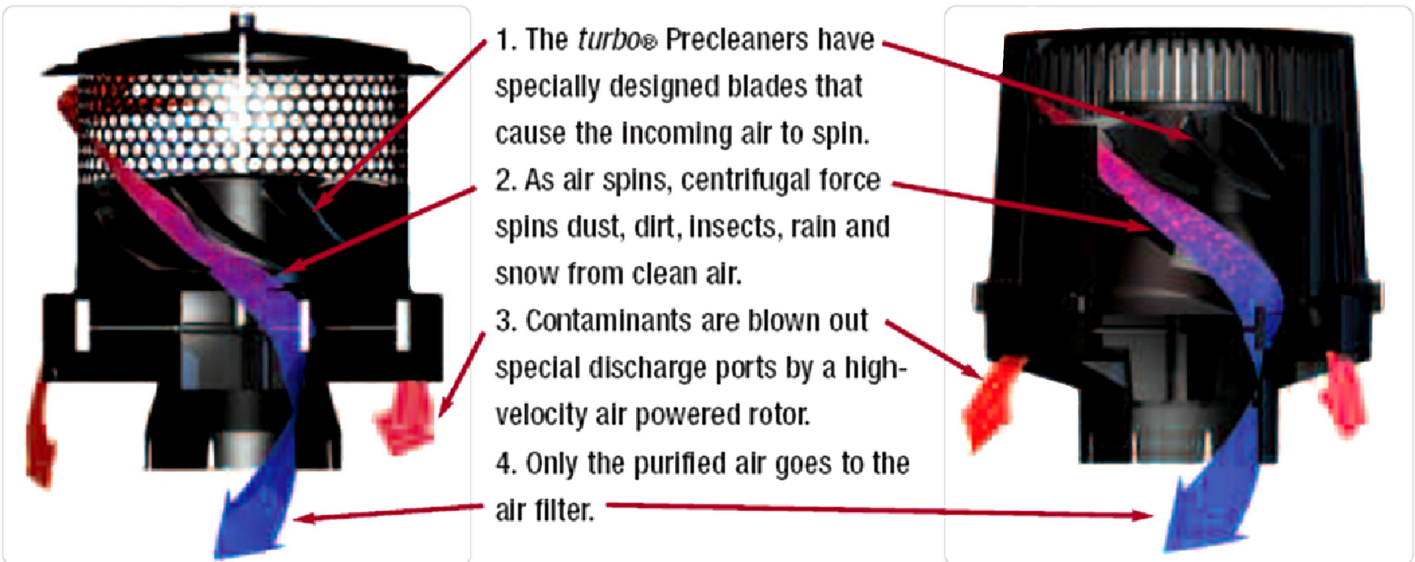 1. The turbo® Precleaners have
specially designed blades that
cause the incoming air to spin.
2. As air spins, centrifugal force
spins dust, dirt, insects, rain and
snow from clean air.
3. Contaminants are blown out
special discharge ports by a high-
velocity air powered rotor.
4. Only the purified air goes to the
air filter.